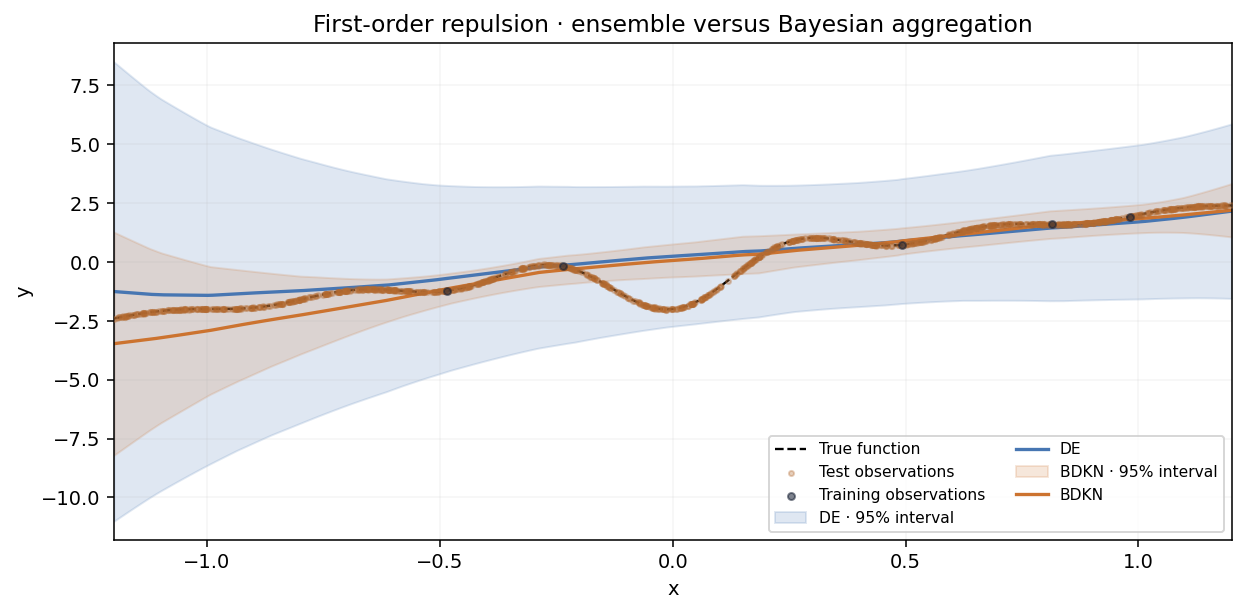 First-order repulsion · ensemble versus Bayesian aggregation
y
7.5
5.0
2.5
0.0
−2.5
−5.0
−7.5
−10.0
−1.0
−0.5
0.0
0.5
1.0
x
True function
Test observations
Training observations
DE · 95% interval
DE
BDKN · 95% interval
BDKN